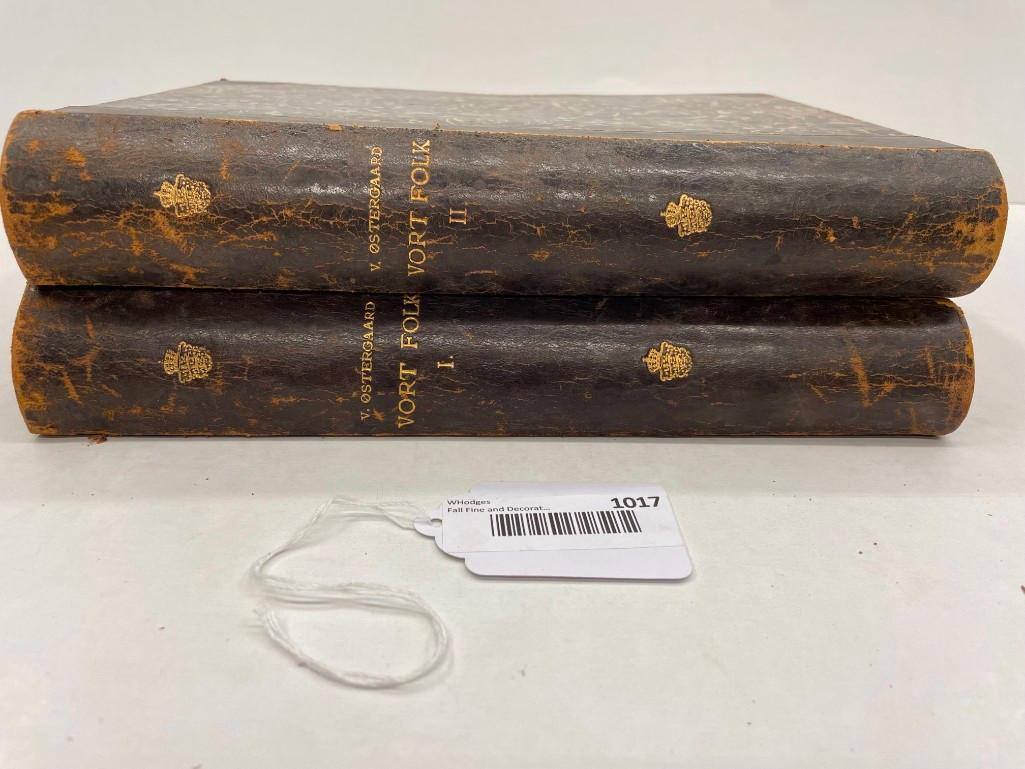 V. ØSTERGAARD
VORT FOLK
II.
V. ØSTERGAARD
VORT FOLK
I.
WHodges
Fall Fine and Decorat...
1017